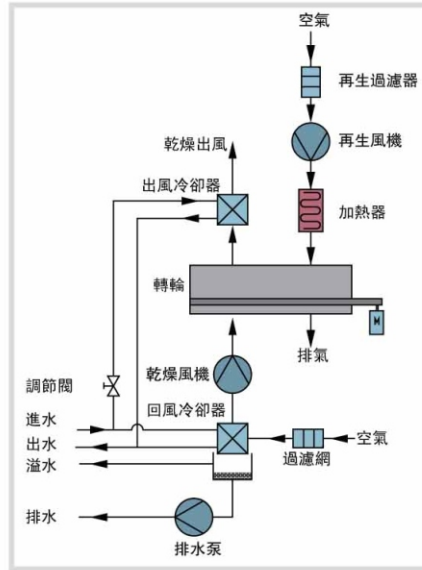 空氣
再生過濾器
再生風機
乾燥出風
出風冷卻器
加熱器
轉輪
M
排氣
乾燥風機
調節閥
回風冷卻器
進水
出水
空氣
過濾網
溢水
排水
排水泵